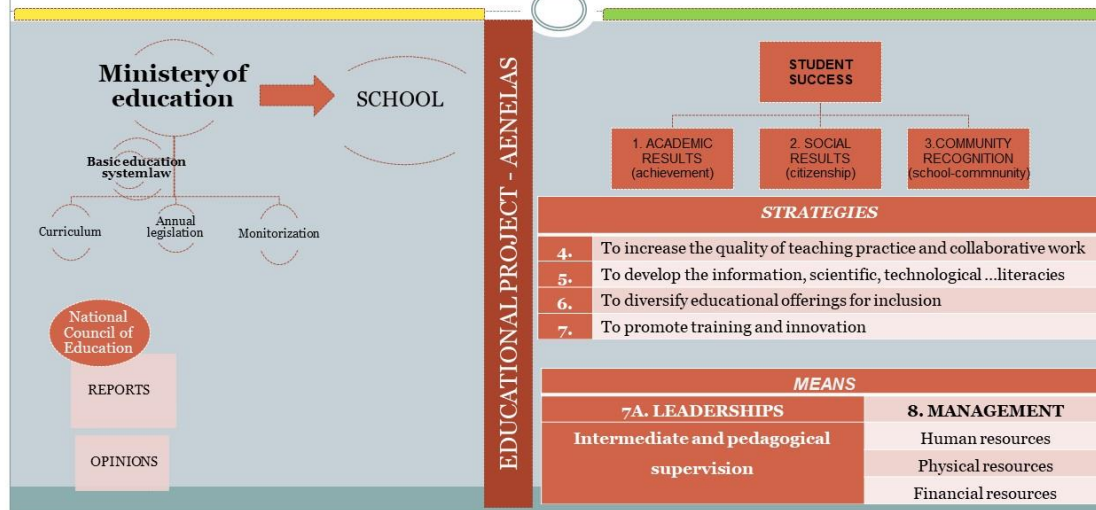 Ministery of
education
SCHOOL
Basic education
system law
Curriculum
Annual
legislation
Monitorization
National
Council of
Education
REPORTS
OPINIONS
EDUCATIONAL PROJECT - AENELAS
STUDENT
SUCCESS
1. ACADEMIC
RESULTS
(achievement)
2. SOCIAL
RESULTS
(citizenship)
3.COMMUNITY
RECOGNITION
(school-commnunity)
STRATEGIES
4. To increase the quality of teaching practice and collaborative work
5. To develop the information, scientific, technological ...literacies
6. To diversify educational offerings for inclusion
7. To promote training and innovation
MEANS
7A. LEADERSHIPS
Intermediate and pedagogical
supervision
8. MANAGEMENT
Human resources
Physical resources
Financial resources